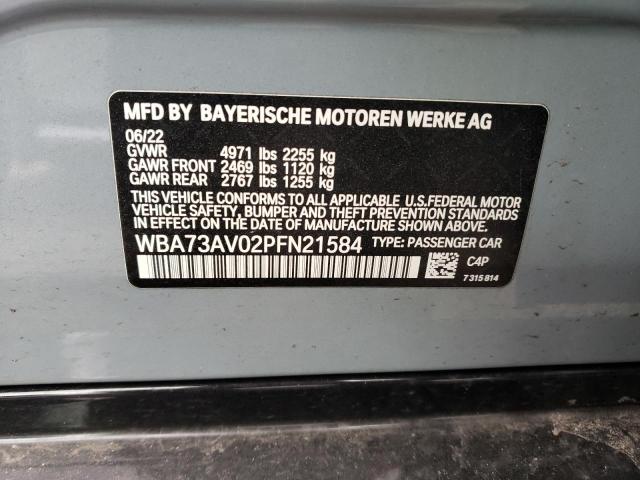 MFD BY BAYERISCHE MOTOREN WERKE AG
06/22
GVWR 4971 lbs 2255 kg
GAWR FRONT 2469 lbs 1120 kg
GAWR REAR 2767 lbs 1255 kg
THIS VEHICLE CONFORMS TO ALL APPLICABLE U.S.FEDERAL MOTOR
VEHICLE SAFETY, BUMPER AND THEFT PREVENTION STANDARDS
IN EFFECT ON THE DATE OF MANUFACTURE SHOWN ABOVE.
WBA73AV02PFN21584 TYPE: PASSENGER CAR
C4P
7315814